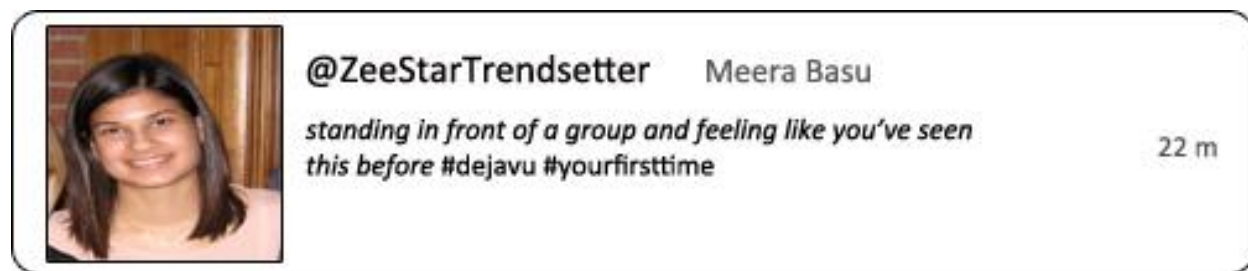 @ZeeStarTrendsetter Meera Basu
standing in front of a group and feeling like you’ve seen
this before #dejavu #yourfirsttime
22 m